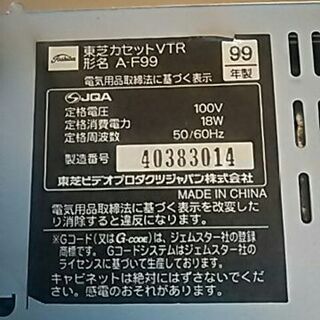 Toshiba
東芝カセットVTR
形名 A-F99
99
年製
電気用品取締法に基づく表示
JQA
定格電圧 100V
定格消費電力 18W
定格周波数 50/60Hz
製造番号 40383014
東芝ビデオプロダクツジャパン株式会社
MADE IN CHINA
電気用品取締法に基づく表示を改変した
り消除すると違反になります。
※Gコード(又はG-CODE)は、ジェムスター社の登録
商標です。 Gコードシステムはジェムスター社の
ライセンスに基づいて生産しております。
キャビネットは絶対にはずさないでくだ
さい。感電のおそれがあります。